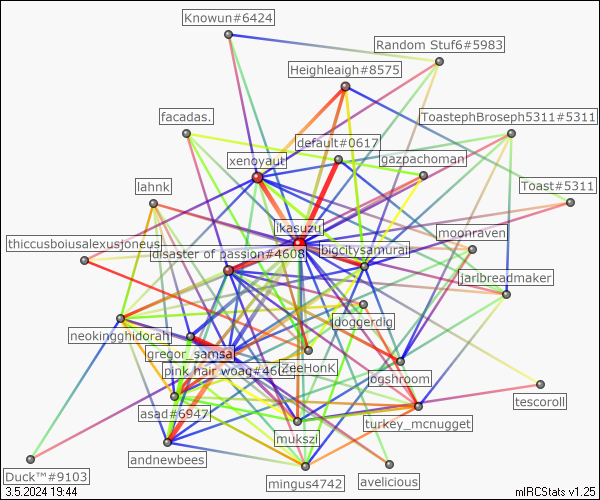 Knowun#6424
Random Stuf6#5983
Heighleaigh#8575
facadas.
ToastephBroseph5311#5311
default#0617
xenoyaut
gazpachoman
lahnk
Toast#5311
ikasuzu
moonraven
thiccusboiusalexusjoneus
disaster of passion#4608
bigcitysamurai
jarlbreadmaker
doggerdig
neokingghidorah
gregor_samsa
pink hair woag#46
ZeeHonK
ogshroom
tescoroll
asad#6947
turkey_mcnugget
mukszi
andnewbees
Duck™#9103
mingus4742
avelicious
3.5.2024 19:44
mIRCStats v1.25